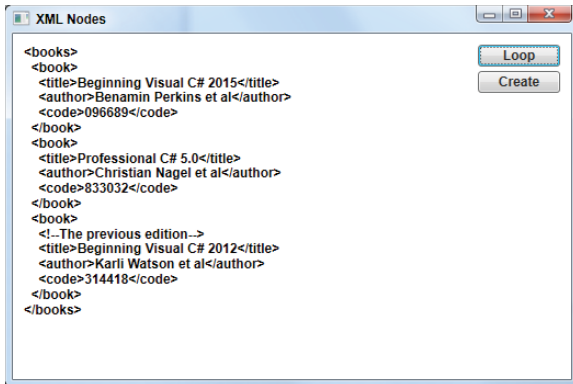 XML Nodes
<books>
<book>
<title>Beginning Visual C# 2015</title>
<author>Benamin Perkins et al</author>
<code>096689</code>
</book>
<book>
<title>Professional C# 5.0</title>
<author>Christian Nagel et al</author>
<code>833032</code>
</book>
<book>
<!--The previous edition-->
<title>Beginning Visual C# 2012</title>
<author>Karli Watson et al</author>
<code>314418</code>
</book>
</books>
Loop
Create